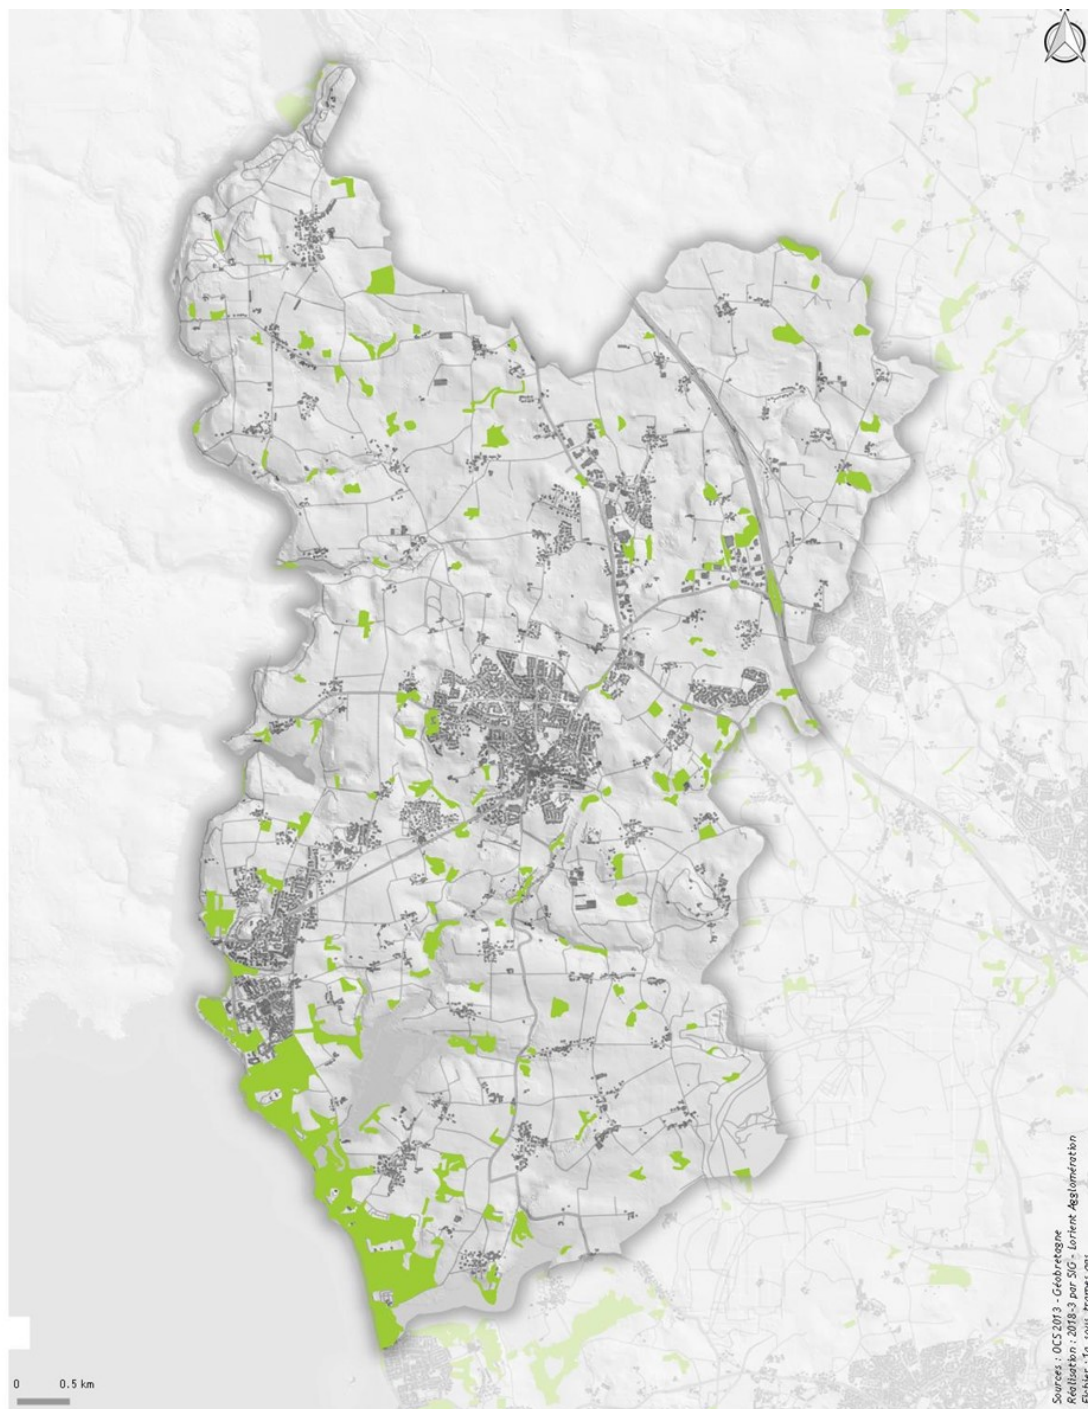 0 0.5 km
Sources : OCS 2013 - Géobretagne
Réalisation : 2018-3 par SIG - Lorient Agglomération